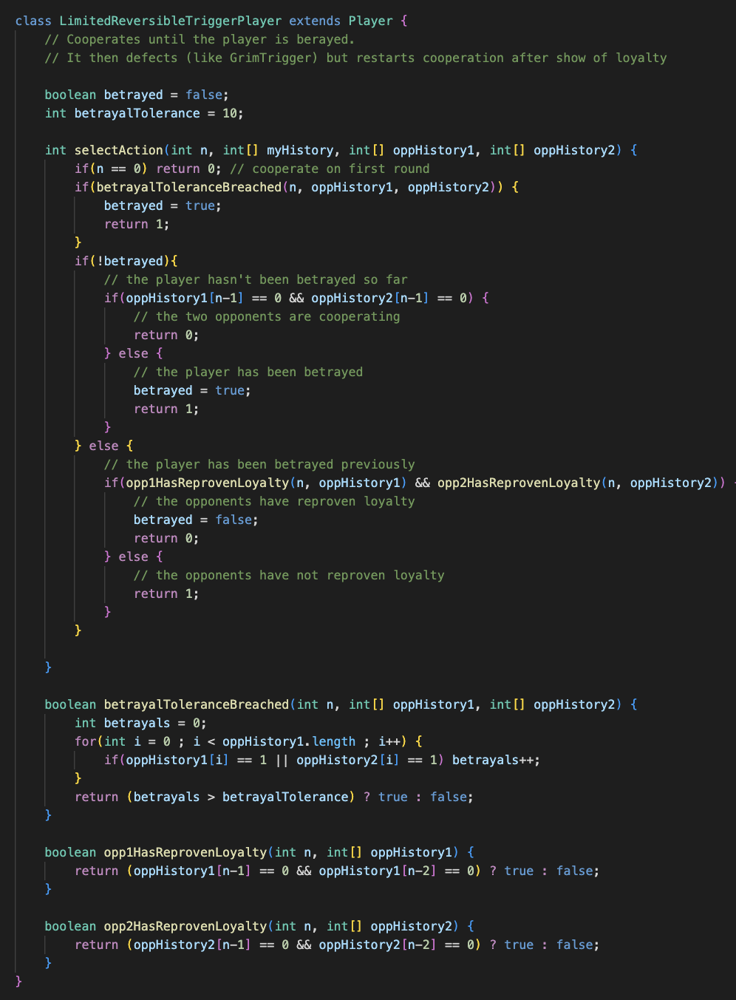 class LimitedReversibleTriggerPlayer extends Player {
    // Cooperates until the player is berayed.
    // It then defects (like GrimTrigger) but restarts cooperation after show of loyalty

    boolean betrayed = false;
    int betrayalTolerance = 10;

    int selectAction(int n, int[] myHistory, int[] oppHistory1, int[] oppHistory2) {
        if(n == 0) return 0; // cooperate on first round
        if(betrayalToleranceBreached(n, oppHistory1, oppHistory2)) {
            betrayed = true;
            return 1;
        }
        if(!betrayed){
            // the player hasn't been betrayed so far
            if(oppHistory1[n-1] == 0 && oppHistory2[n-1] == 0) {
                // the two opponents are cooperating
                return 0;
            } else {
                // the player has been betrayed
                betrayed = true;
                return 1;
            }
        } else {
            // the player has been betrayed previously
            if(opp1HasReprovenLoyalty(n, oppHistory1) && opp2HasReprovenLoyalty(n, oppHistory2))
                // the opponents have reproven loyalty
                betrayed = false;
                return 0;
            } else {
                // the opponents have not reproven loyalty
                return 1;
            }
        }

    }

    boolean betrayalToleranceBreached(int n, int[] oppHistory1, int[] oppHistory2) {
        int betrayals = 0;
        for(int i = 0 ; i < oppHistory1.length ; i++) {
            if(oppHistory1[i] == 1 || oppHistory2[i] == 1) betrayals++;
        }
        return (betrayals > betrayalTolerance) ? true : false;
    }

    boolean opp1HasReprovenLoyalty(int n, int[] oppHistory1) {
        return (oppHistory1[n-1] == 0 && oppHistory1[n-2] == 0) ? true : false;
    }

    boolean opp2HasReprovenLoyalty(int n, int[] oppHistory2) {
        return (oppHistory2[n-1] == 0 && oppHistory2[n-2] == 0) ? true : false;
    }
}